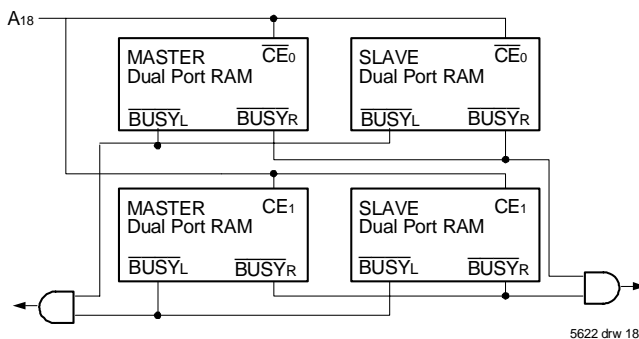 A18
MASTER CE0
Dual Port RAM
BUSYL BUSYR
SLAVE CE0
Dual Port RAM
BUSYL BUSYR
MASTER CE1
Dual Port RAM
BUSYL BUSYR
SLAVE CE1
Dual Port RAM
BUSYL BUSYR
5622 drw 18